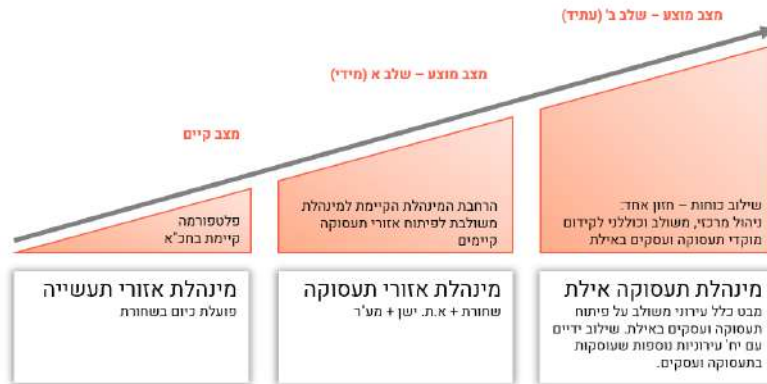 מצב מוצע – שלב ב' (עתיד)
מצב מוצע – שלב א (מידי)
מצב קיים
שילוב כוחות – חזון אחד:
ניהול מרכזי, משולב וכוללני לקידום
מוקדי תעסוקה ועסקים באילת
הרחבת המינהלת הקיימת למינהלת
משולבת לפיתוח אזורי תעסוקה
קיימים
פלטפורמה
קיימת בחכ"א
מינהלת תעסוקה אילת
מבט כלל עירוני משולב על פיתוח
תעסוקה ועסקים באילת. שילוב ידיים
עם יח' עירוניות נוספות שעוסקות
בתעסוקה ועסקים.
מינהלת אזורי תעסוקה
שחורת + א.ת. ישן + מע"ר
מינהלת אזורי תעשייה
פועלת כיום בשחורת